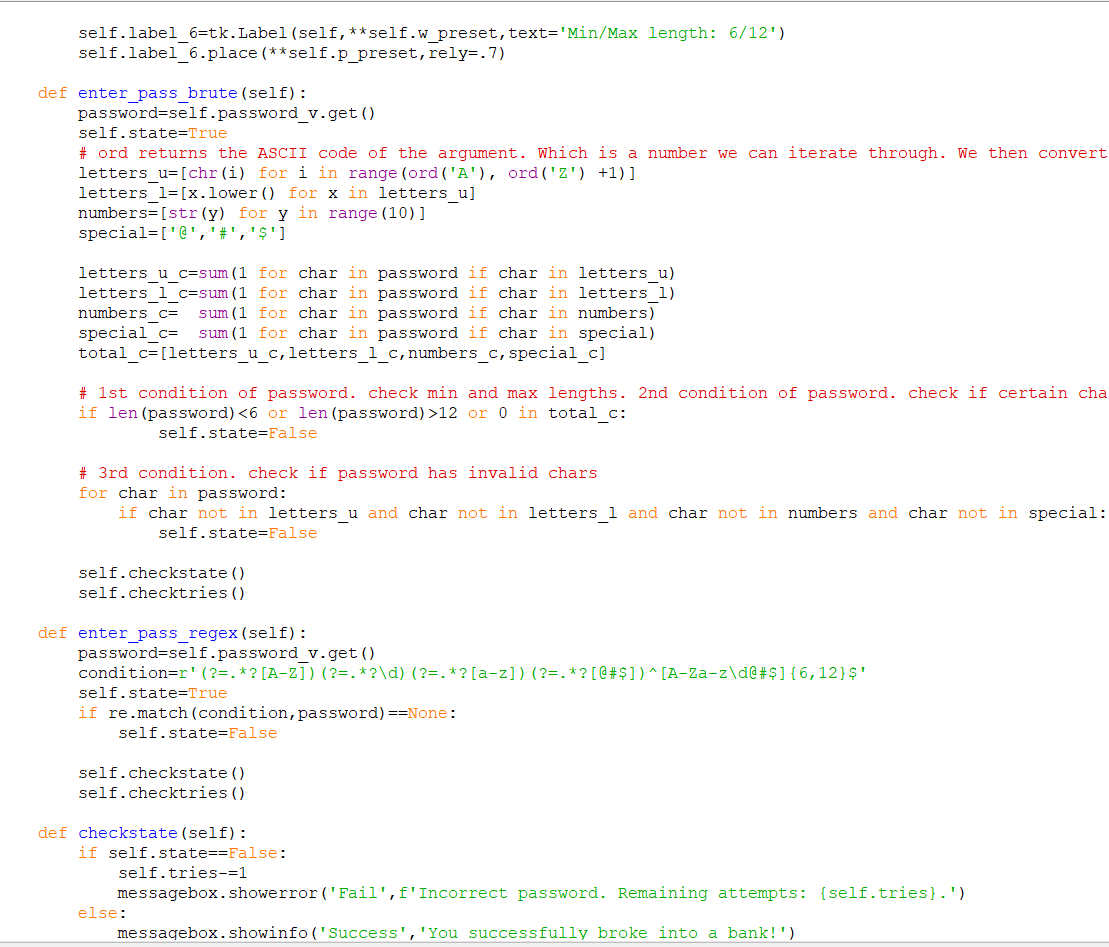 self.label_6=tk.Label(self,**self.w_preset,text='Min/Max length: 6/12')
        self.label_6.place(**self.p_preset,rely=.7)

    def enter_pass_brute(self):
        password=self.password_v.get()
        self.state=True
        # ord returns the ASCII code of the argument. Which is a number we can iterate through. We then convert
        letters_u=[chr(i) for i in range(ord('A'), ord('Z') +1)]
        letters_l=[x.lower() for x in letters_u]
        numbers=[str(y) for y in range(10)]
        special=['@','#','$']

        letters_u_c=sum(1 for char in password if char in letters_u)
        letters_l_c=sum(1 for char in password if char in letters_l)
        numbers_c=  sum(1 for char in password if char in numbers)
        special_c=  sum(1 for char in password if char in special)
        total_c=[letters_u_c,letters_l_c,numbers_c,special_c]

        # 1st condition of password. check min and max lengths. 2nd condition of password. check if certain cha
        if len(password)<6 or len(password)>12 or 0 in total_c:
                self.state=False

        # 3rd condition. check if password has invalid chars
        for char in password:
            if char not in letters_u and char not in letters_l and char not in numbers and char not in special:
                self.state=False

        self.checkstate()
        self.checktries()

    def enter_pass_regex(self):
        password=self.password_v.get()
        condition=r'(?=.*?[A-Z])(?=.*?\d)(?=.*?[a-z])(?=.*?[@#$])^[A-Za-z\d@#$]{6,12}$'
        self.state=True
        if re.match(condition,password)==None:
            self.state=False

        self.checkstate()
        self.checktries()

    def checkstate(self):
        if self.state==False:
            self.tries-=1
            messagebox.showerror('Fail',f'Incorrect password. Remaining attempts: {self.tries}.')
        else:
            messagebox.showinfo('Success','You successfully broke into a bank!')